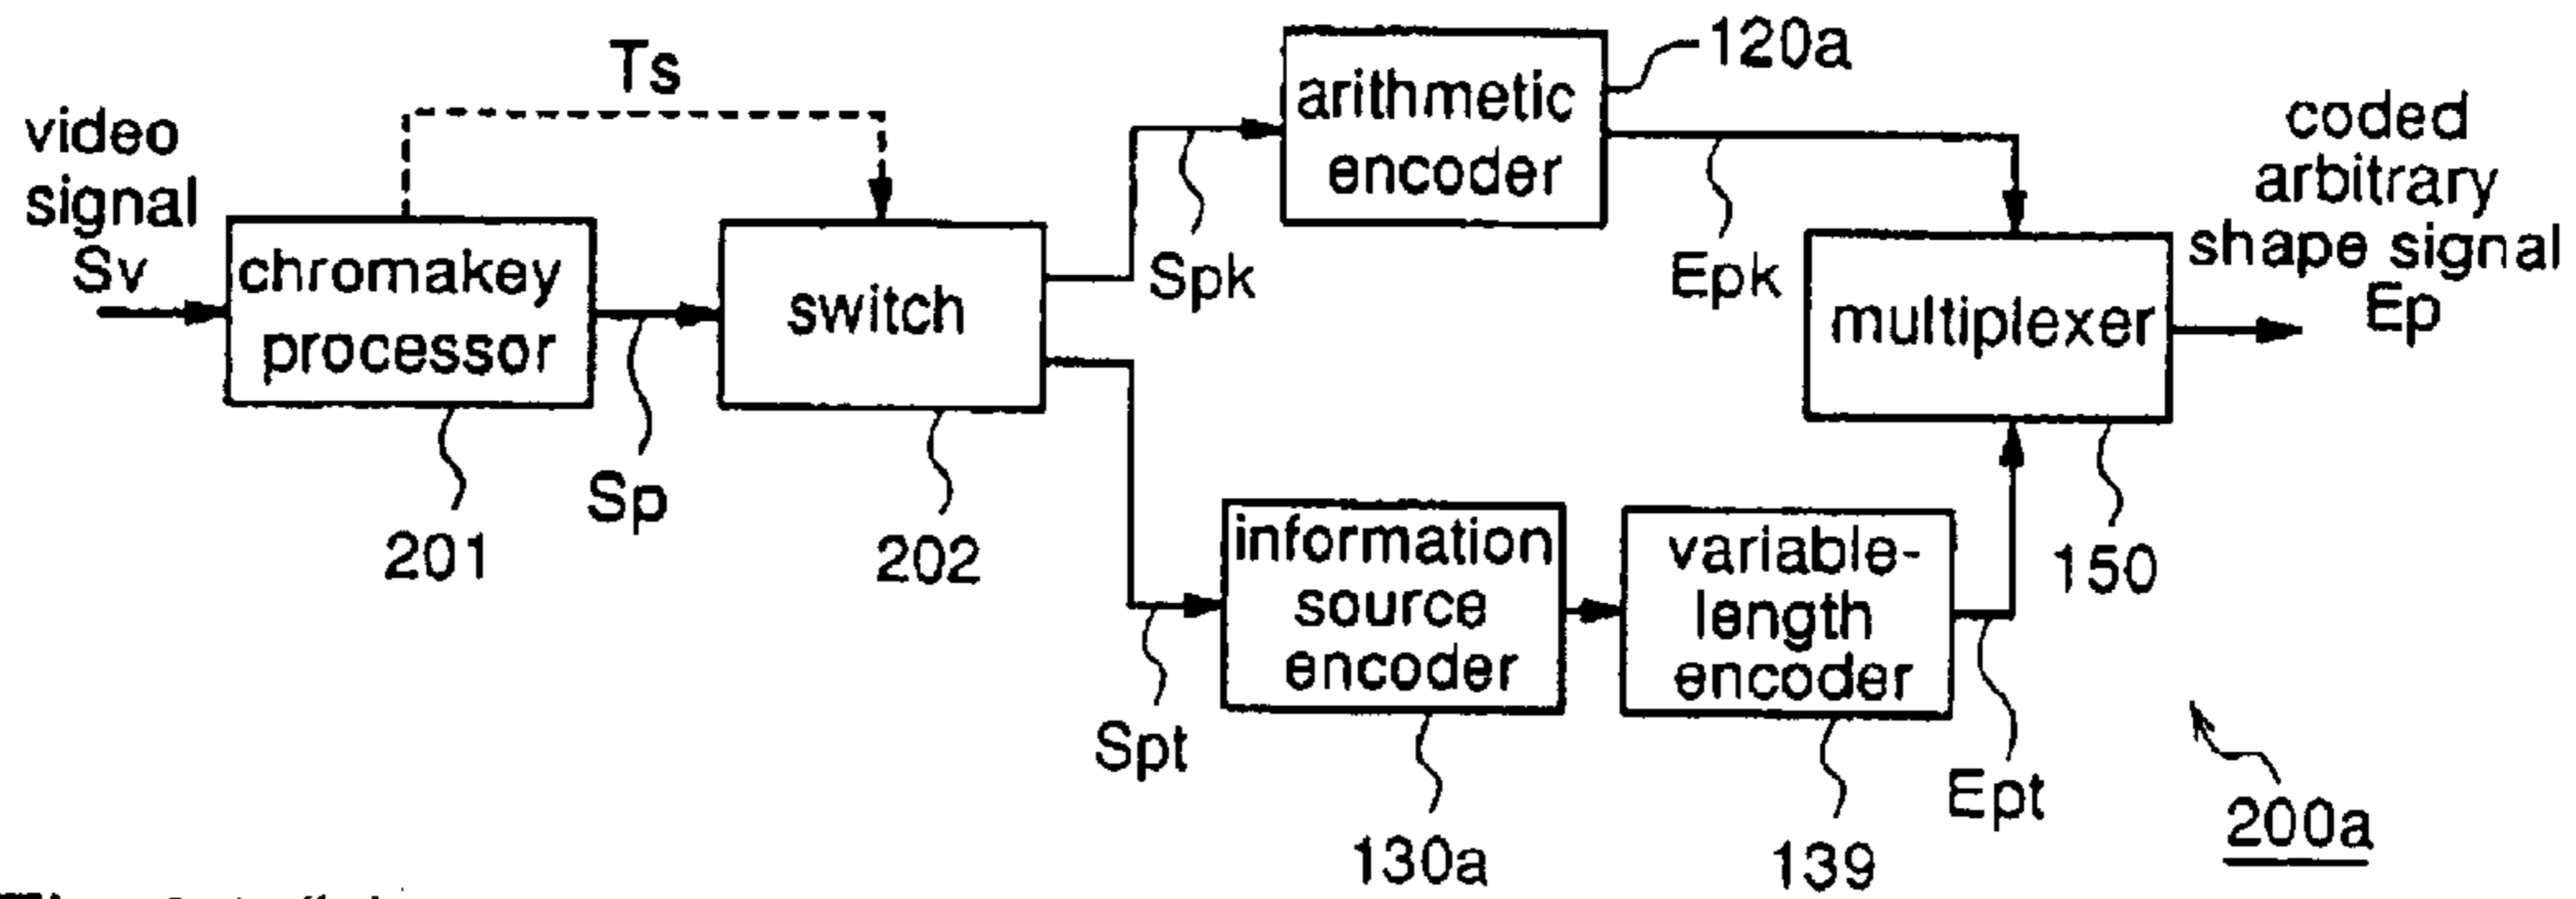 Ts
video
signal
Sv
chromakey
processor
201
Sp
switch
202
Spk
arithmetic
encoder
120a
Epk
Spt
information
source
encoder
130a
variable-
length
encoder
139
Ept
multiplexer
150
coded
arbitrary
shape signal
Ep
200a